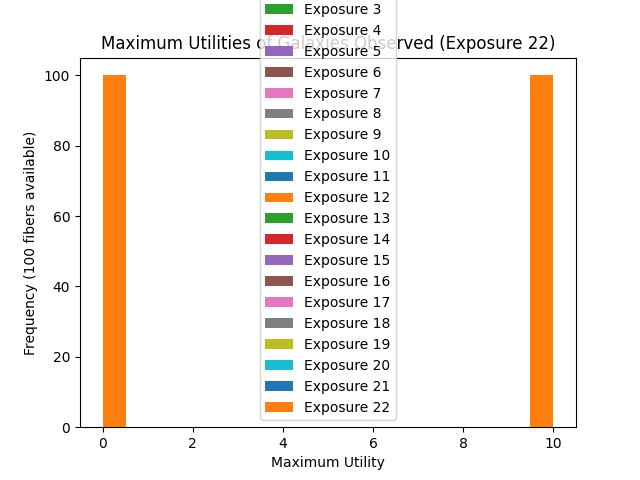 Exposure 3
Exposure 4
Maximum Utilities of Galaxies Observed (Exposure 22)
Exposure 5
Exposure 6
Exposure 7
Exposure 8
Exposure 9
Exposure 10
Exposure 11
Exposure 12
Exposure 13
Exposure 14
Exposure 15
Exposure 16
Exposure 17
Exposure 18
Exposure 19
Exposure 20
Exposure 21
Exposure 22
Frequency (100 fibers available)
100
80
60
40
20
0
0 2 4 6 8 10
Maximum Utility